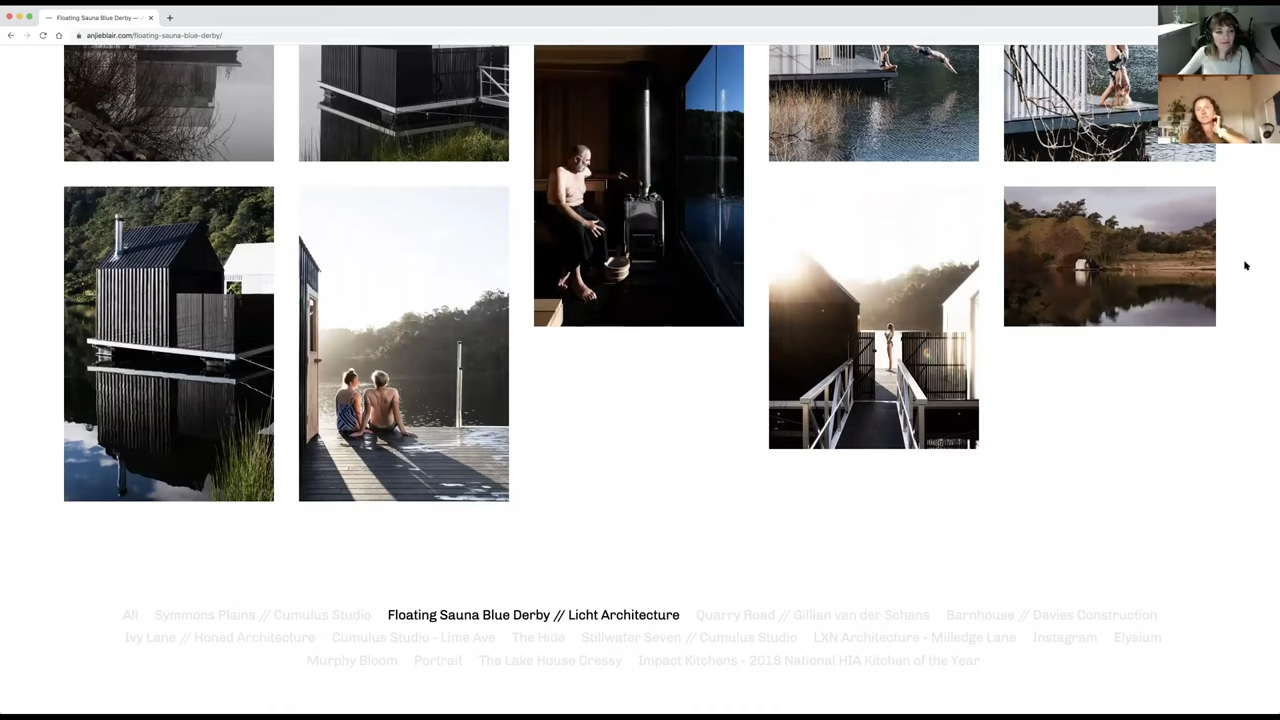 Floating Sauna Blue Derby —
anjieblair.com/floating-sauna-blue-derby/
All Symmons Plains // Cumulus Studio Floating Sauna Blue Derby // Licht Architecture Quarry Road // Gillian van der Schans Barnhouse // Davies Construction
Ivy Lane // Honed Architecture Cumulus Studio - Lime Ave The Hide Stillwater Seven // Cumulus Studio LXN Architecture - Milledge Lane Instagram Elysium
Murphy Bloom Portrait The Lake House Cressy Impact Kitchens - 2018 National HIA Kitchen of the Year